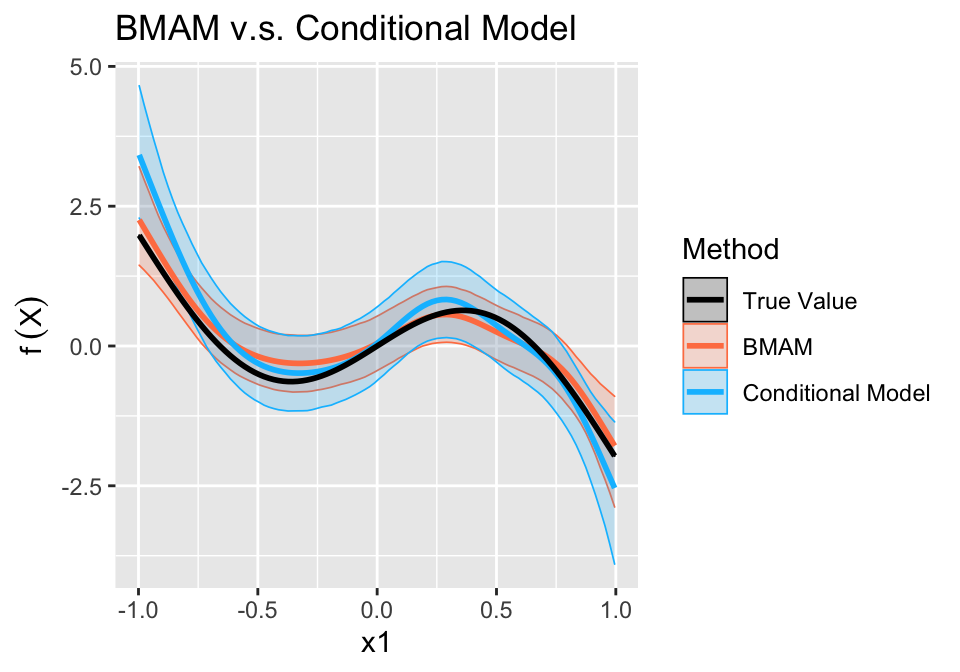 BMAM v.s. Conditional Model
5.0
2.5
0.0
-2.5
f (X)
-1.0
-0.5
0.0
0.5
1.0
x1
Method
True Value
BMAM
Conditional Model